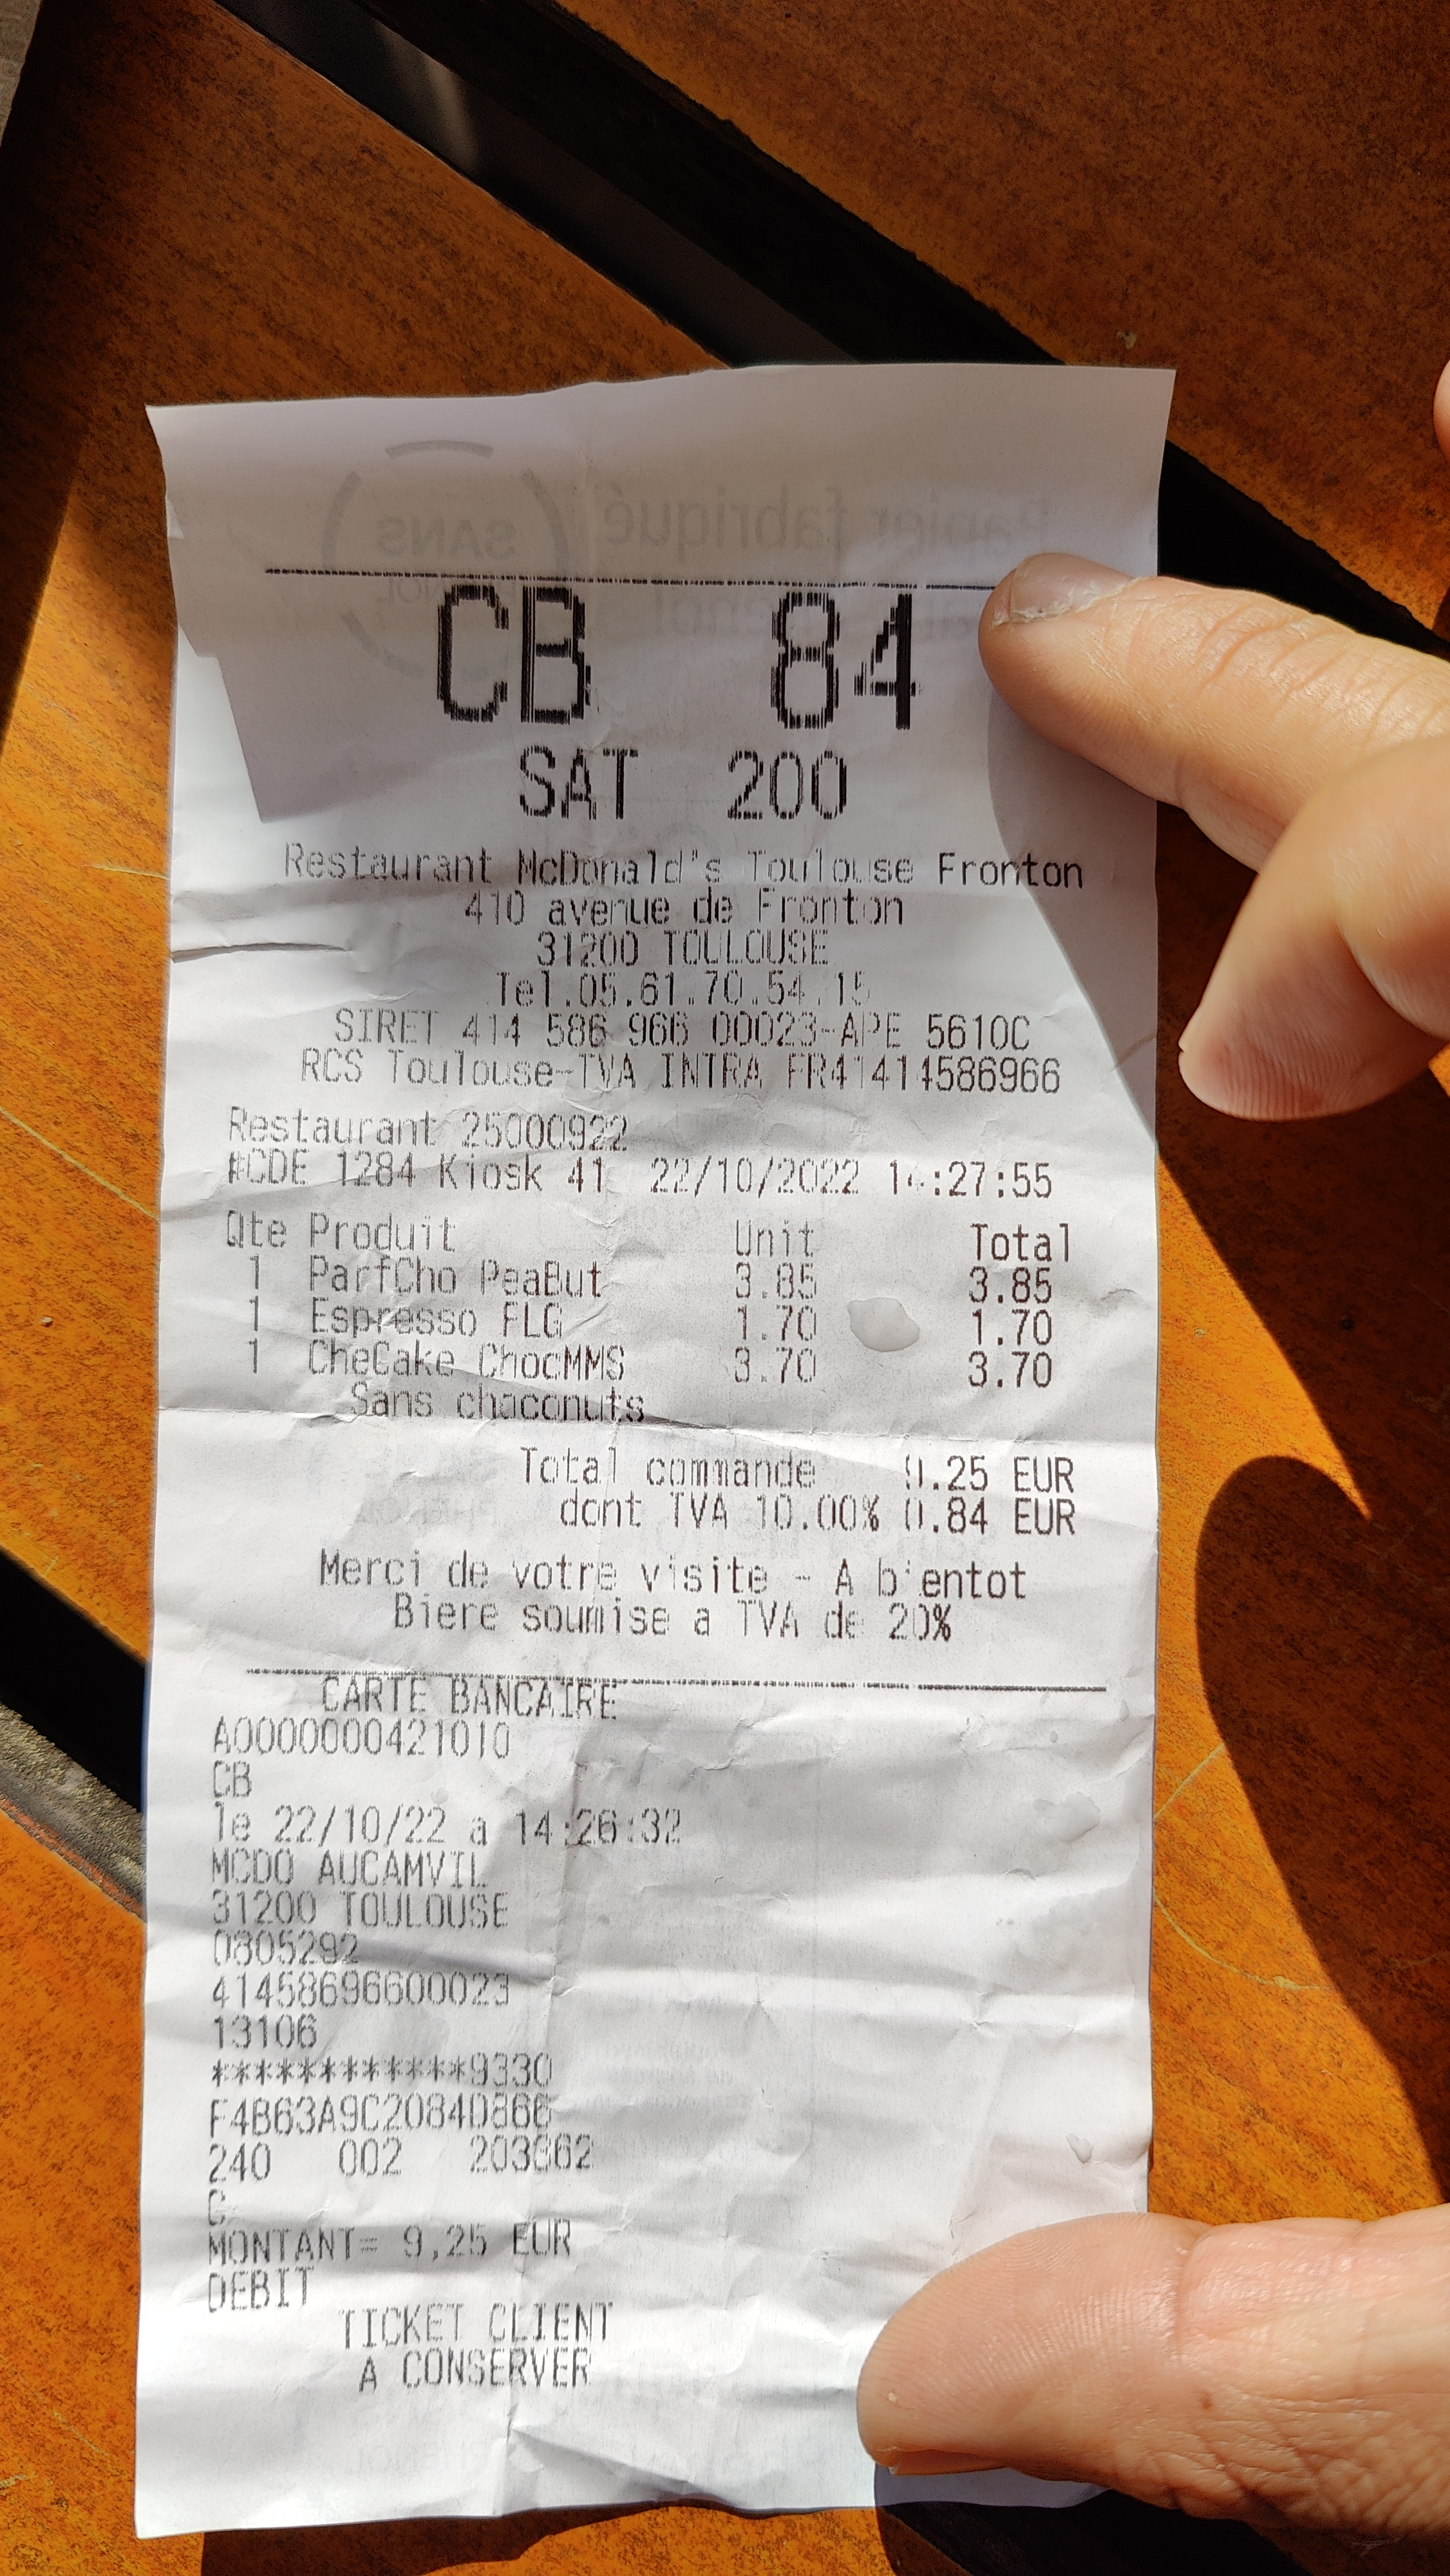 CB 84
SAT 200
Restaurant McDonald's Toulouse Fronton
410 avenue de Fronton
31200 TOULOUSE
Tel.05.61.70.54.15
SIRET 414 586 966 00023-APE 5610C
RCS Toulouse-TVA INTRA FR41414586966
Restaurant 25000922
#CDE 1284 Kiosk 41 22/10/2022 14:27:55
Qte Produit Unit Total
1 ParfCho PeaBut 3.85 3.85
1 Espresso FLG 1.70 1.70
1 CheCake ChocMMS 3.70 3.70
Sans choconuts
Total commande 9.25 EUR
dont TVA 10.00% 0.84 EUR
Merci de votre visite - A bientot
Biere soumise a TVA de 20%
CARTE BANCAIRE
A0000000421010
CB
le 22/10/22 a 14:26:32
MCDO AUCAMVIL
31200 TOULOUSE
0805292
41458696600023
13106
************9330
F4B63A9C2084D866
240 002
C
MONTANT= 9,25 EUR
DEBIT
TICKET CLIENT
A CONSERVER